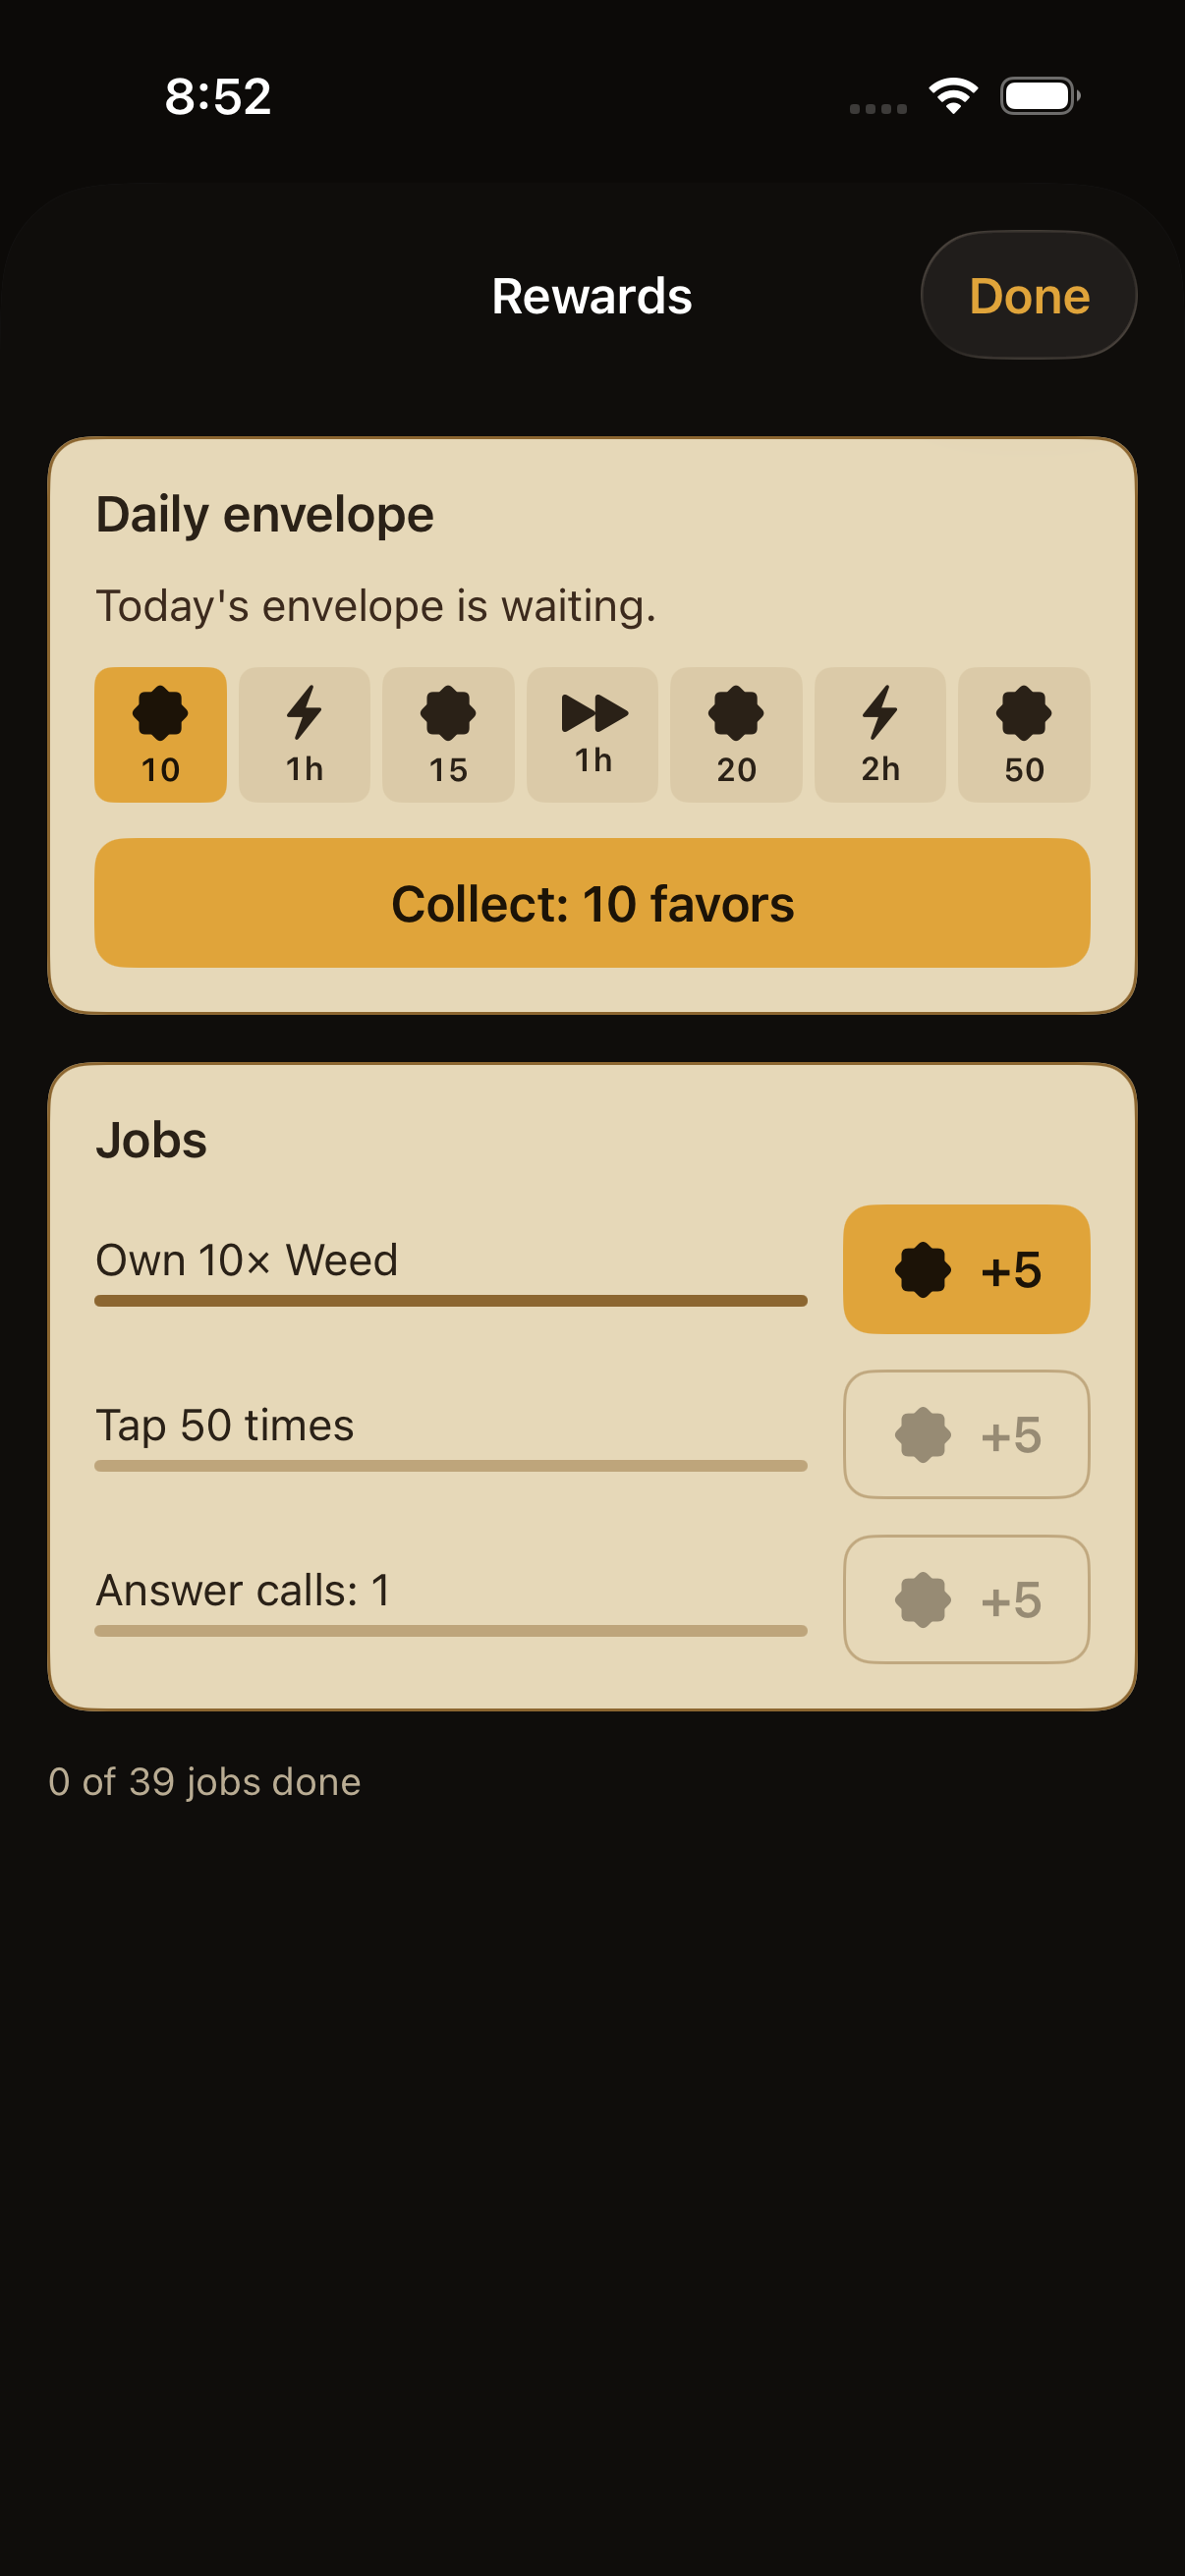 8:52
Rewards
Done
Daily envelope
Today's envelope is waiting.
10 1h 15 1h 20 2h 50
Collect: 10 favors
Jobs
Own 10× Weed
+5
Tap 50 times
+5
Answer calls: 1
+5
0 of 39 jobs done